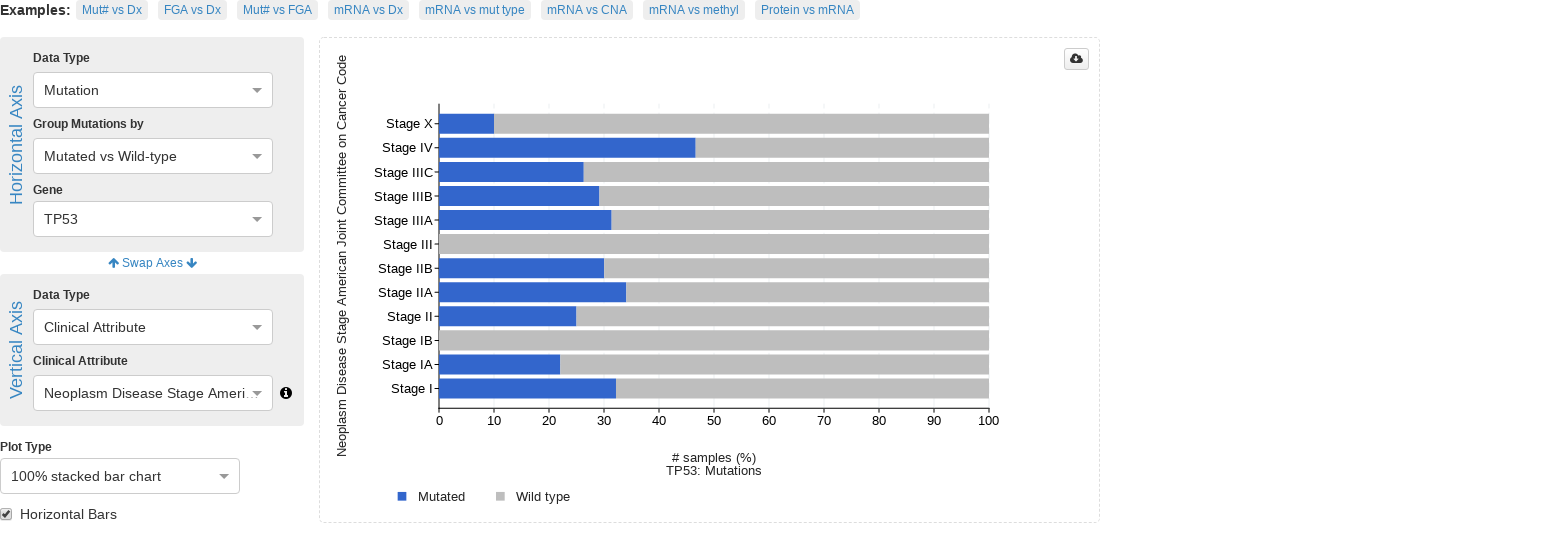 Examples: Mut# vs Dx FGA vs Dx Mut# vs FGA mRNA vs Dx mRNA vs mut type mRNA vs CNA mRNA vs methyl Protein vs mRNA
Horizontal Axis
Data Type
Mutation
Group Mutations by
Mutated vs Wild-type
Gene
TP53
Swap Axes
Vertical Axis
Data Type
Clinical Attribute
Clinical Attribute
Neoplasm Disease Stage Ameri...
Plot Type
100% stacked bar chart
Horizontal Bars
Neoplasm Disease Stage American Joint Committee on Cancer Code
Stage X
Stage IV
Stage IIIC
Stage IIIB
Stage IIIA
Stage III
Stage IIB
Stage IIA
Stage II
Stage IB
Stage IA
Stage I
0 10 20 30 40 50 60 70 80 90 100
# samples (%)
TP53: Mutations
Mutated Wild type